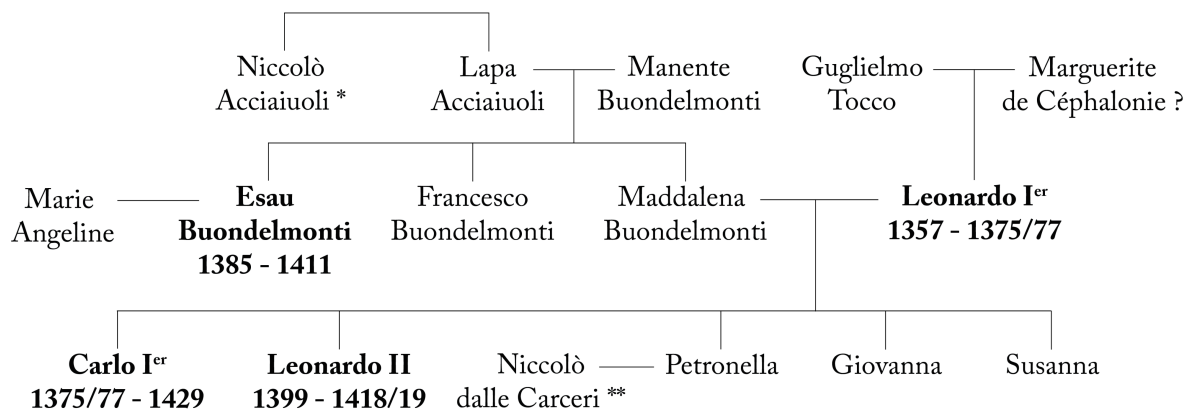 Niccolò
Acciaiuoli *
Lapa
Acciaiuoli
Manente
Buondelmonti
Guglielmo
Tocco
Marguerite
de Céphalonie ?
Marie
Angeline
Esau
Buondelmonti
1385 - 1411
Francesco
Buondelmonti
Maddalena
Buondelmonti
Leonardo Iᵉʳ
1357 - 1375/77
Carlo Iᵉʳ
1375/77 - 1429
Leonardo II
1399 - 1418/19
Niccolò
dalle Carceri **
Petronella
Giovanna
Susanna